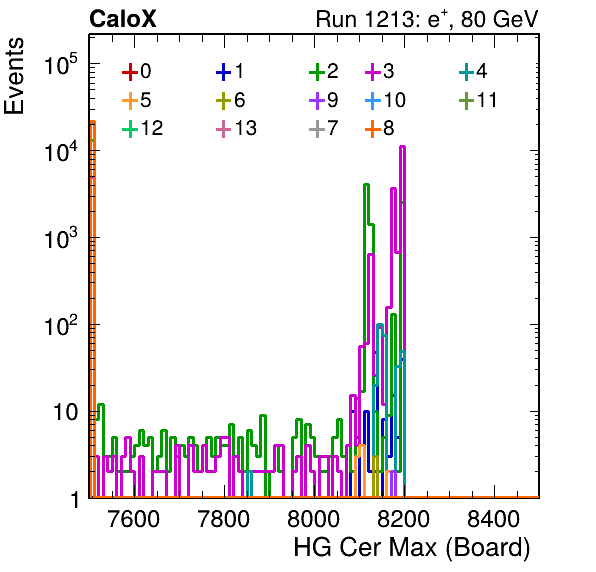 CaloX Run 1213: e⁺, 80 GeV
Events
0 1 2 3 4
5 6 9 10 11
12 13 7 8
10⁵
10⁴
10³
10²
10
1
7600 7800 8000 8200 8400
HG Cer Max (Board)